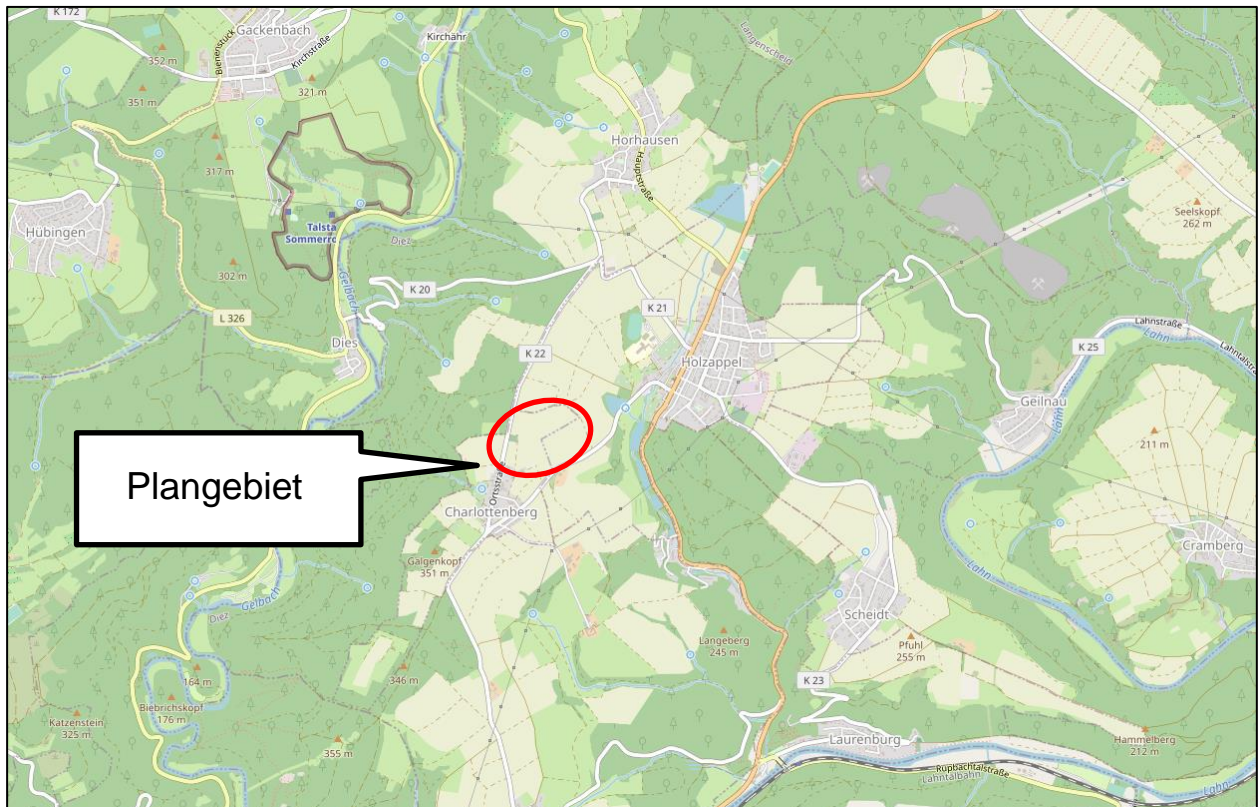 K 172
Gackenbach
Kirchähr
Bienenstück
Kirchstraße
352 m
351 m
321 m
Langenscheid
Horhausen
Hauptstraße
317 m
Hübingen
Talsta
Sommerro
Diez
302 m
Gelbach
K 20
L 326
Dies
K 21
K 22
Holzappel
Seelskopf
262 m
Lahnstraße
Lahn
Lahntalstra
K 25
Geilnau
211 m
Plangebiet
Ortsstraße
Charlottenberg
Galgenkopf
351 m
Gelbach
Diez
Cramberg
Lahn
Scheidt
Langeberg
245 m
Pfuhl
255 m
346 m
164 m
Biebrichskopf
176 m
Katzenstein
325 m
355 m
K 23
Laurenburg
Hammelberg
212 m
Rupbachtalstraße
Lahntalbahn
Lahn